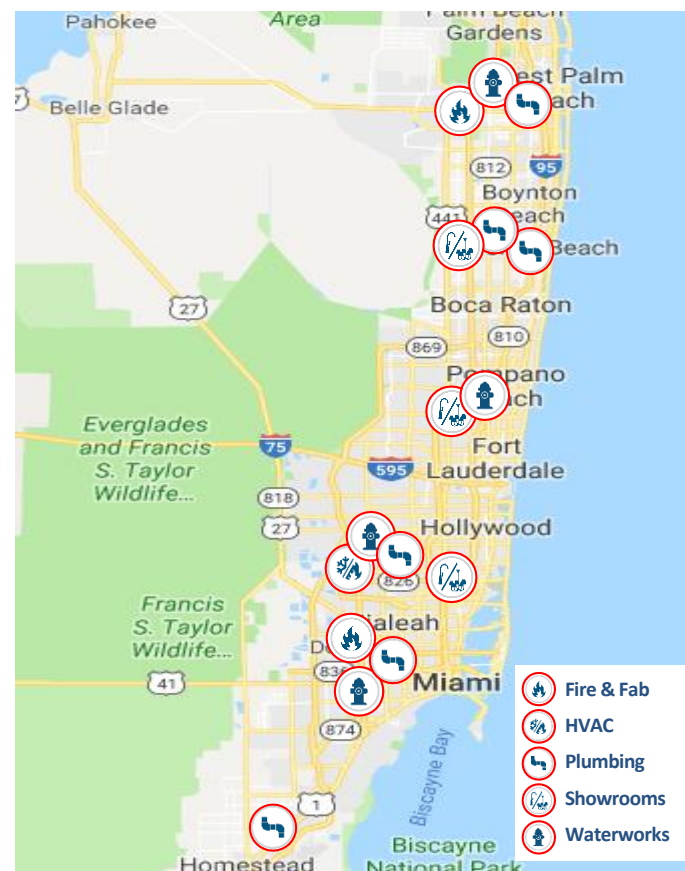 Palm Beach
Gardens
Pahokee
Area
est Palm
ach
Belle Glade
812
95
Boynton
each
441
Beach
27
Boca Raton
810
869
Pompano
ch
Everglades
and Francis
S. Taylor
Wildlife...
75
Fort
Lauderdale
595
818
27
Hollywood
826
Francis
S. Taylor
Wildlife...
ialeah
D
836
41
Miami
874
Biscayne Bay
1
Homestead
Biscayne
National Park
Fire & Fab
HVAC
Plumbing
Showrooms
Waterworks